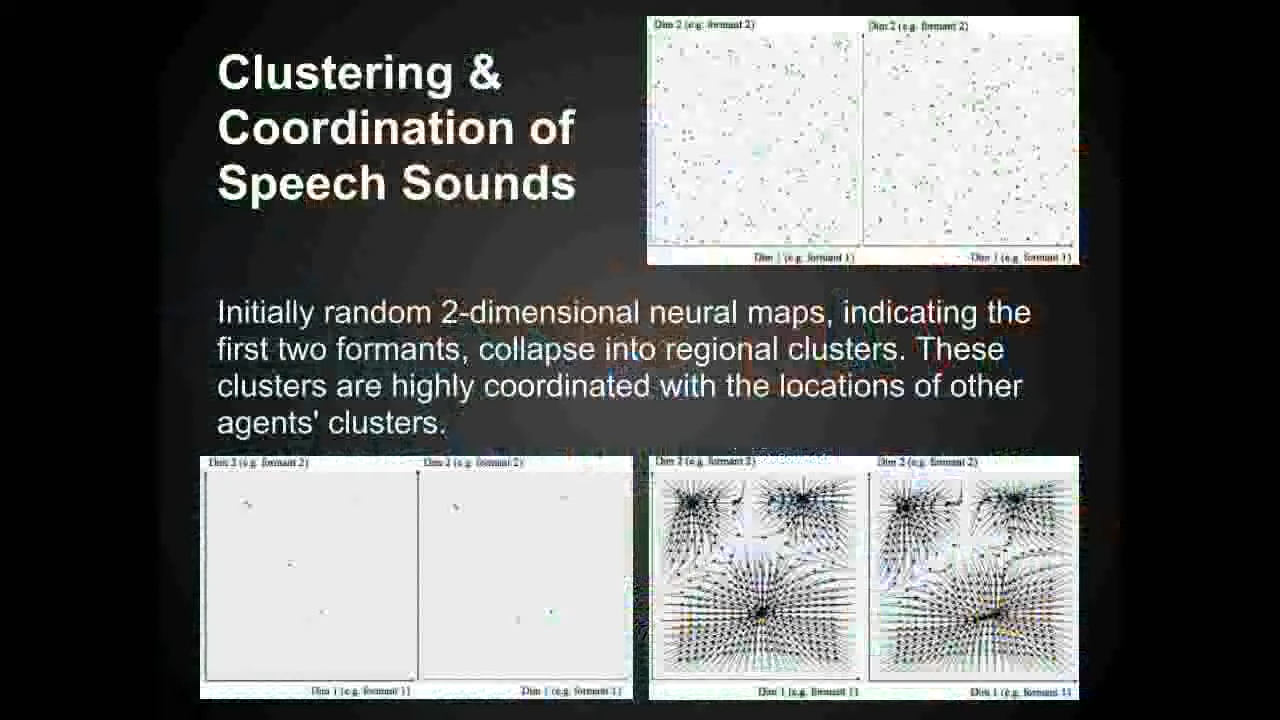 Clustering &
Coordination of
Speech Sounds
Dim 2 (e.g. formant 2)
Dim 2 (e.g. formant 2)
Dim 1 (e.g. formant 1)
Dim 1 (e.g. formant 1)
Initially random 2-dimensional neural maps, indicating the
first two formants, collapse into regional clusters. These
clusters are highly coordinated with the locations of other
agents' clusters.
Dim 2 (e.g. formant 2)
Dim 2 (e.g. formant 2)
Dim 1 (e.g. formant 1)
Dim 1 (e.g. formant 1)
Dim 2 (e.g. formant 2)
Dim 2 (e.g. formant 2)
Dim 1 (e.g. formant 1)
Dim 1 (e.g. formant 1)